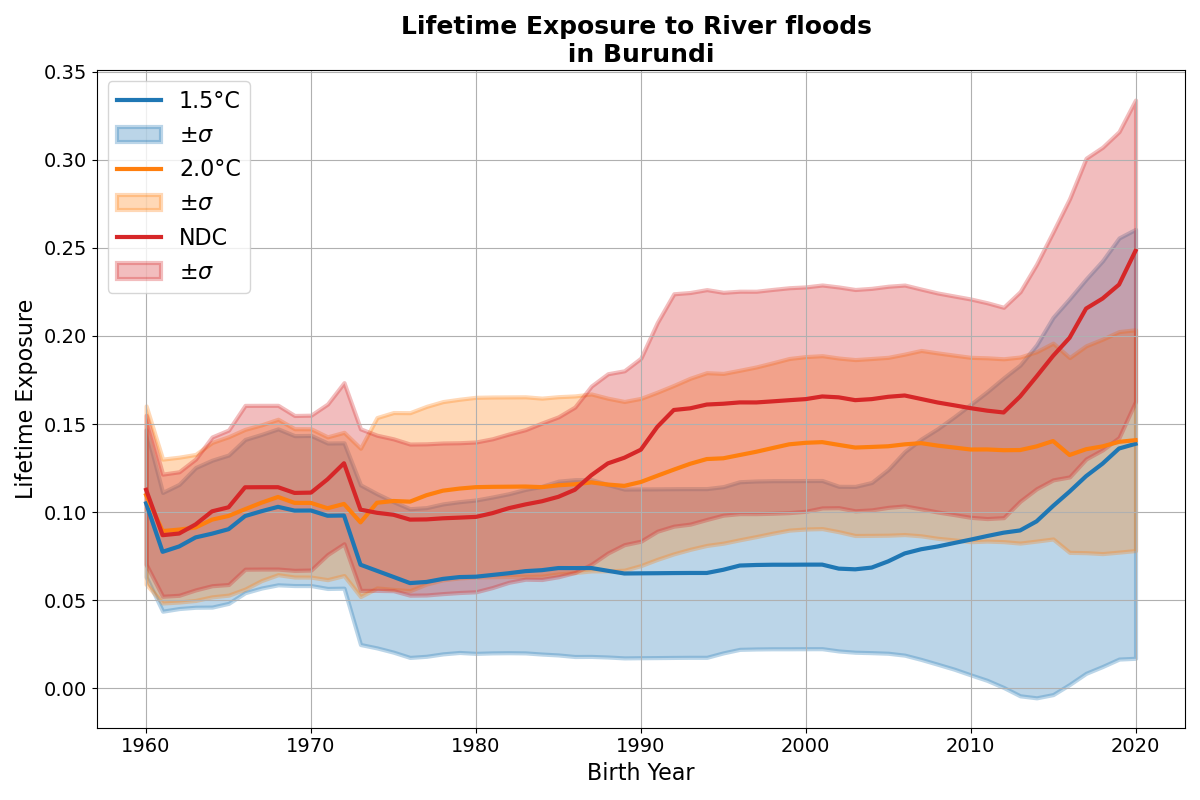 Lifetime Exposure to River floods
in Burundi
0.35
0.30
0.25
0.20
0.15
0.10
0.05
0.00
Lifetime Exposure
1.5°C
±σ
2.0°C
±σ
NDC
±σ
1960
1970
1980
1990
2000
2010
2020
Birth Year